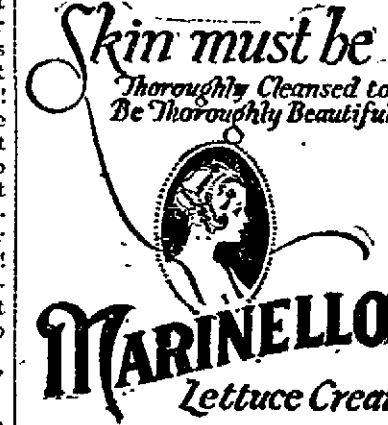 Skin must be
Thoroughly Cleansed to
Be Thoroughly Beautiful
MARINELLO
Lettuce Crea